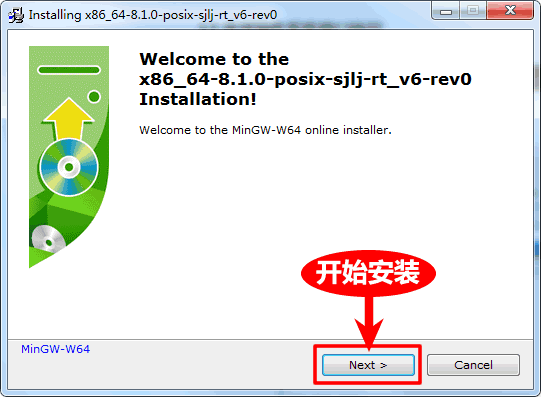 Installing x86_64-8.1.0-posix-sjlj-rt_v6-rev0
Welcome to the
x86_64-8.1.0-posix-sjlj-rt_v6-rev0
Installation!
Welcome to the MinGW-W64 online installer.
开始安装
MinGW-W64
Next >
Cancel